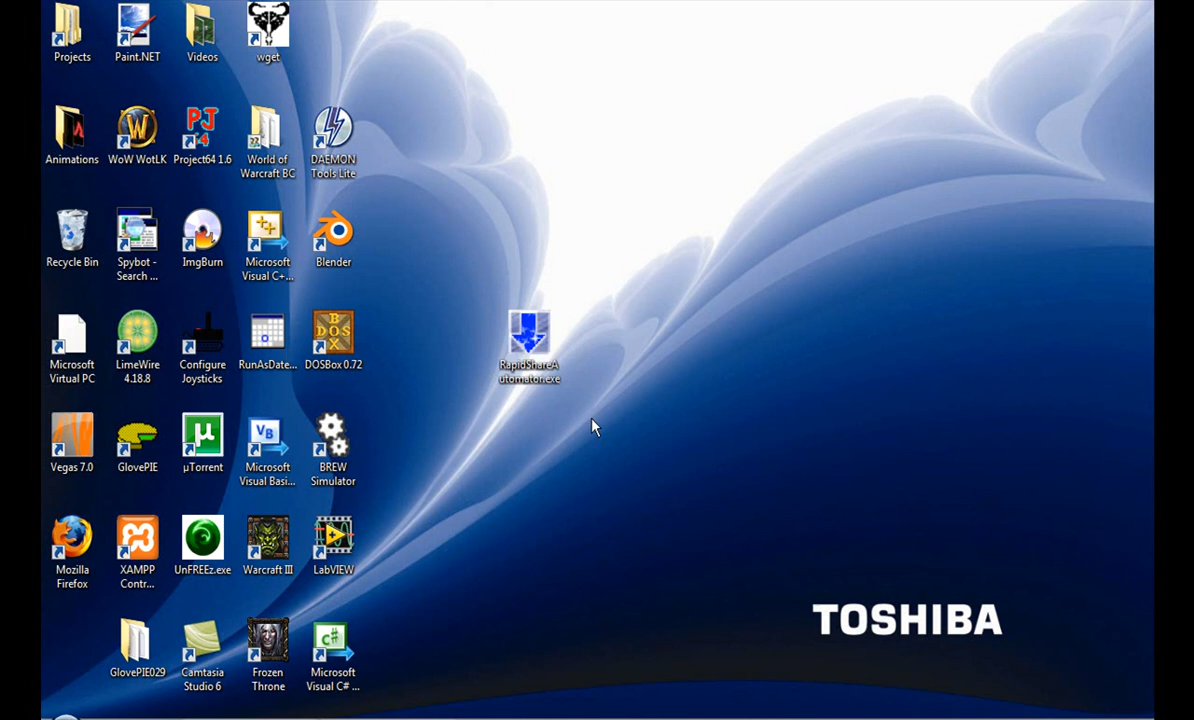 Projects
Paint.NET
Videos
wget
Animations
WoW WotLK
Project64 1.6
World of
Warcraft BC
DAEMON
Tools Lite
Recycle Bin
Spybot -
Search ...
ImgBurn
Microsoft
Visual C+...
Blender
Microsoft
Virtual PC
LimeWire
4.18.8
Configure
Joysticks
RunAsDate...
DOSBox 0.72
RapidShareA
utomator.exe
Vegas 7.0
GlovePIE
µTorrent
Microsoft
Visual Basi...
BREW
Simulator
Mozilla
Firefox
XAMPP
Contr...
UnFREEz.exe
Warcraft III
LabVIEW
GlovePIE029
Camtasia
Studio 6
Frozen
Throne
Microsoft
Visual C# ...
TOSHIBA